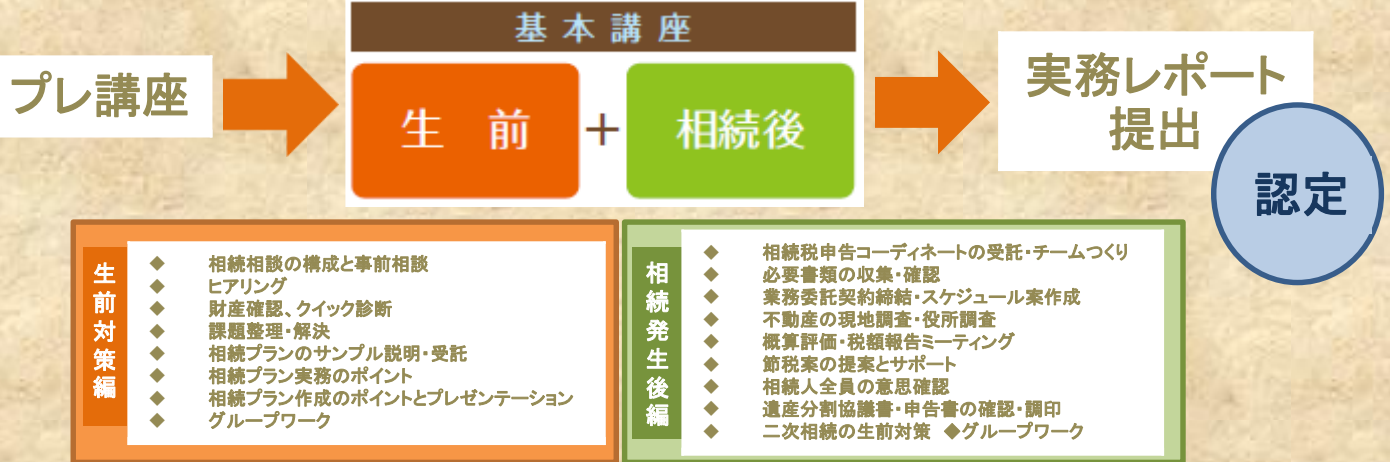 プレ講座
基本講座
生 前
＋
相続後
実務レポート
提出
認定
生前対策編
◆ 相続相談の構成と事前相談
◆ ヒアリング
◆ 財産確認、クイック診断
◆ 課題整理・解決
◆ 相続プランのサンプル説明・受託
◆ 相続プラン実務のポイント
◆ 相続プラン作成のポイントとプレゼンテーション
◆ グループワーク
相続発生後編
◆ 相続税申告コーディネートの受託・チームつくり
◆ 必要書類の収集・確認
◆ 業務委託契約締結・スケジュール案作成
◆ 不動産の現地調査・役所調査
◆ 概算評価・税額報告ミーティング
◆ 節税案の提案とサポート
◆ 相続人全員の意思確認
◆ 遺産分割協議書・申告書の確認・調印
◆ 二次相続の生前対策 ◆グループワーク